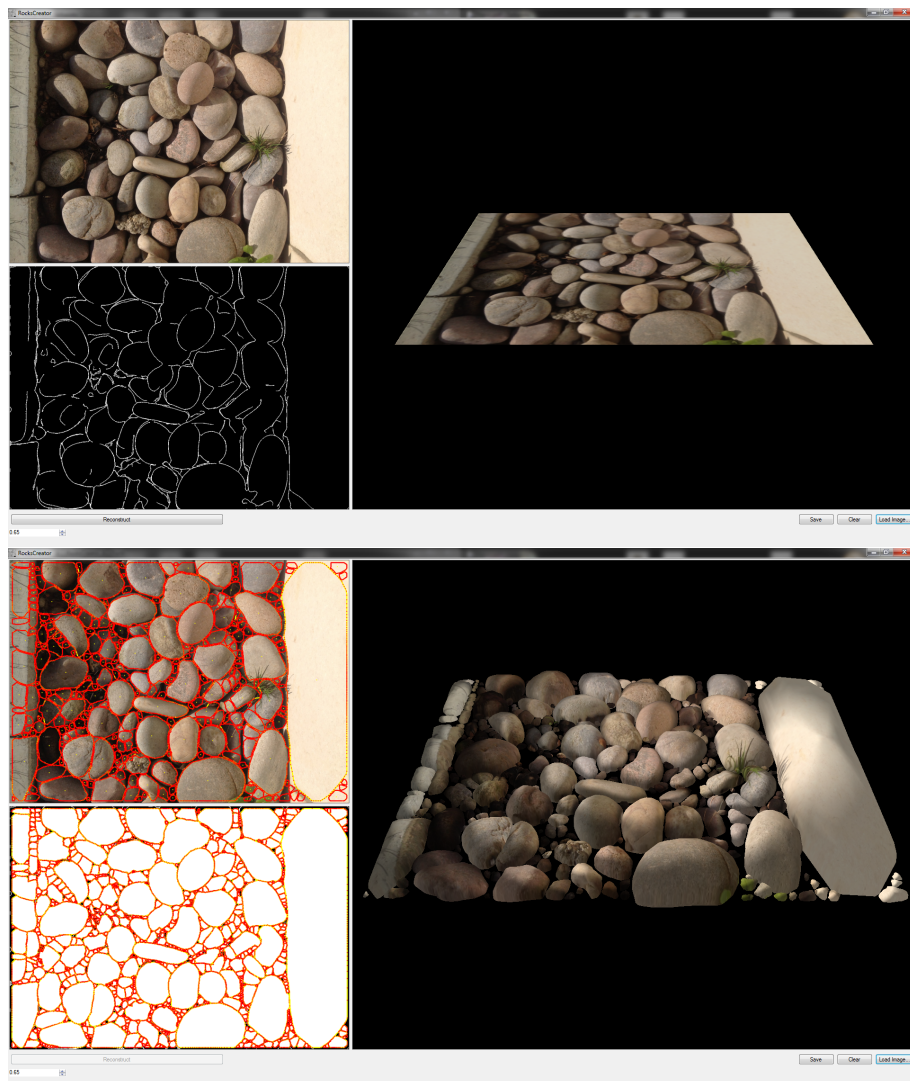 RocksCreator
Reconstruct
Save
Clear
Load Image...
0.65
RocksCreator
Reconstruct
Save
Clear
Load Image...
0.65